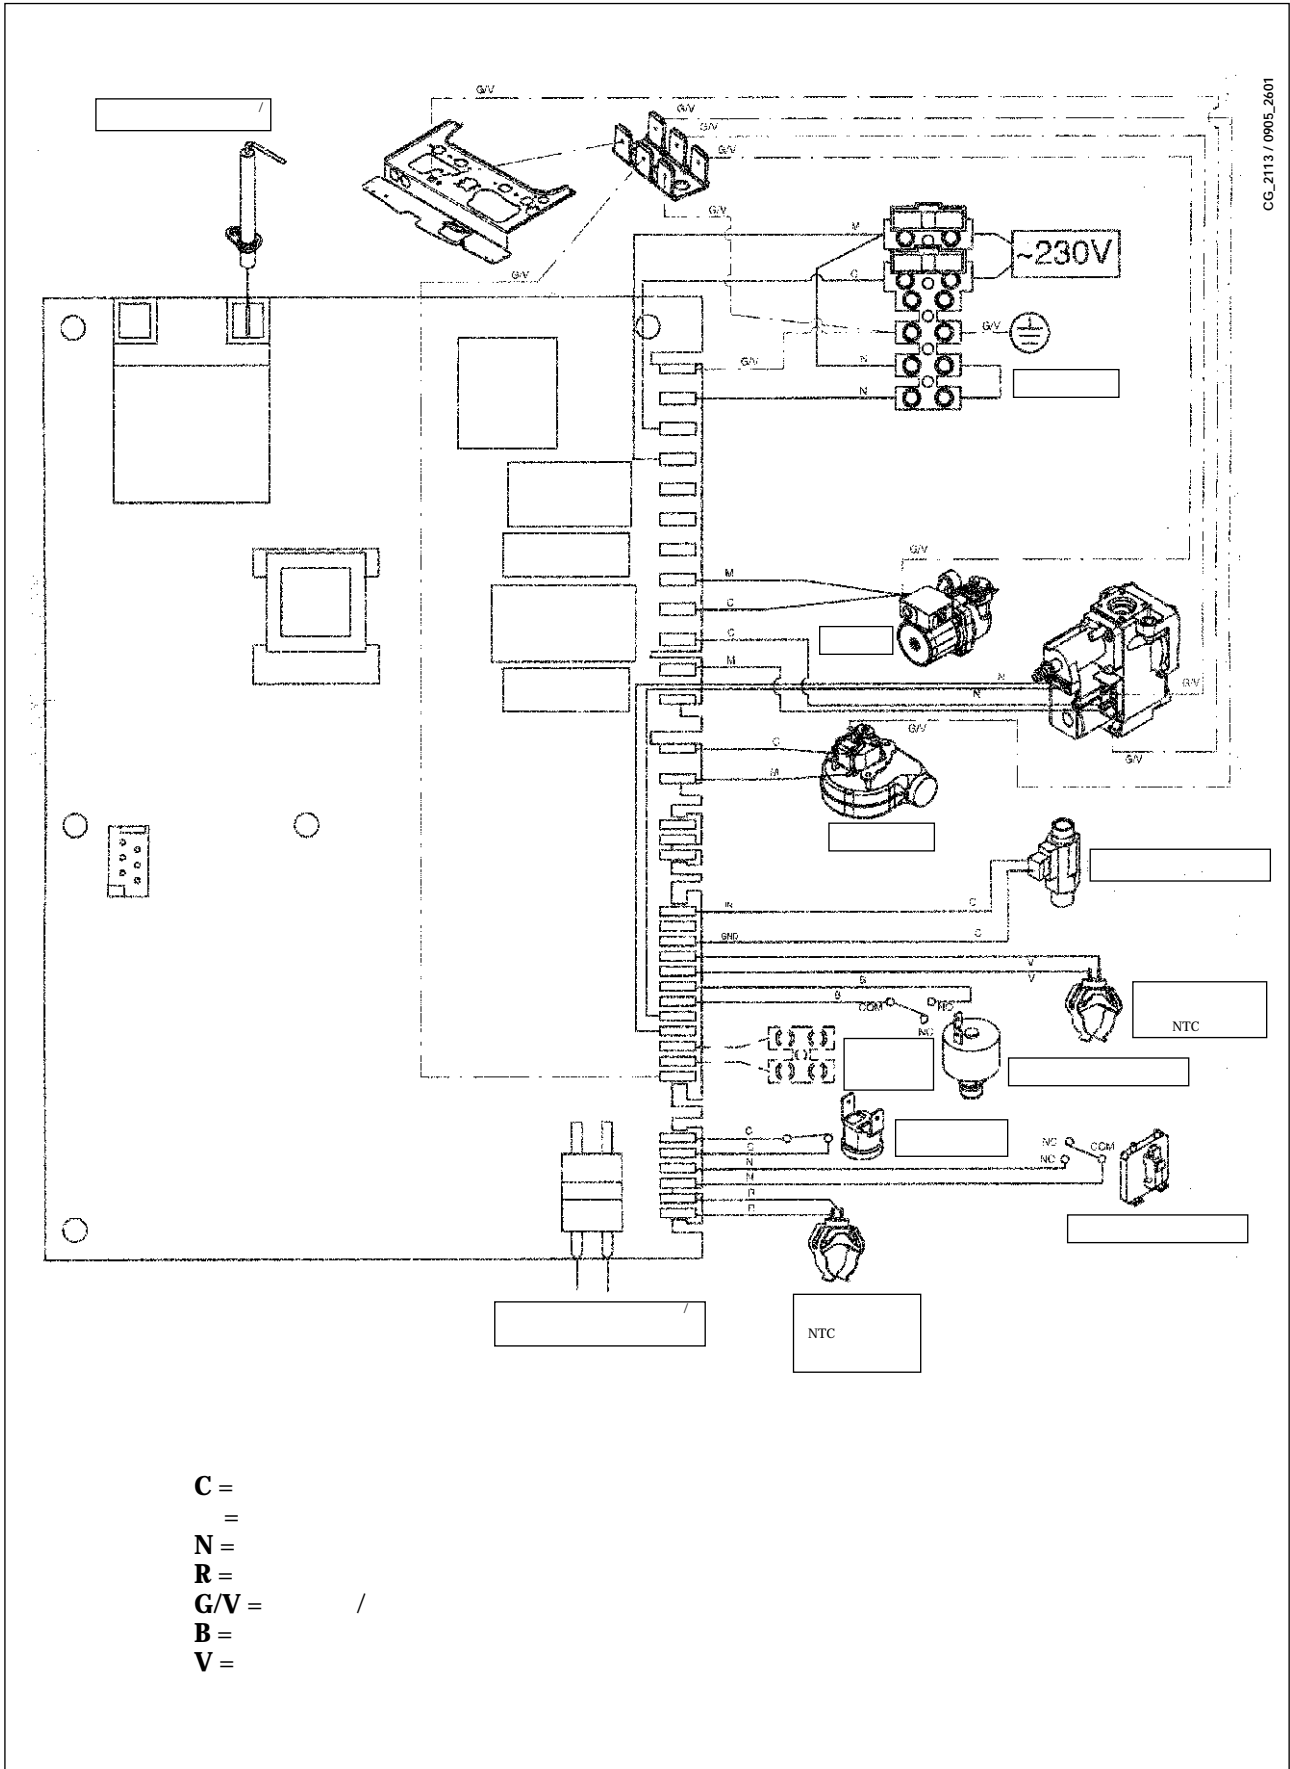 CG_2113 / 0905_2601
/
G/V
G/V
G/V
G/V
G/V
G/V
M
~230V
C
G/V
G/V
N
N
G/V
M
C
C
M
N
N
G/V
G/V
G/V
C
M
IN
C
GND
C
V
V
B
B
COM
NO
NC
NTC
C
C
N
N
R
R
NO
NC
COM
/
NTC
C =
=
N =
R =
G/V = /
B =
V =